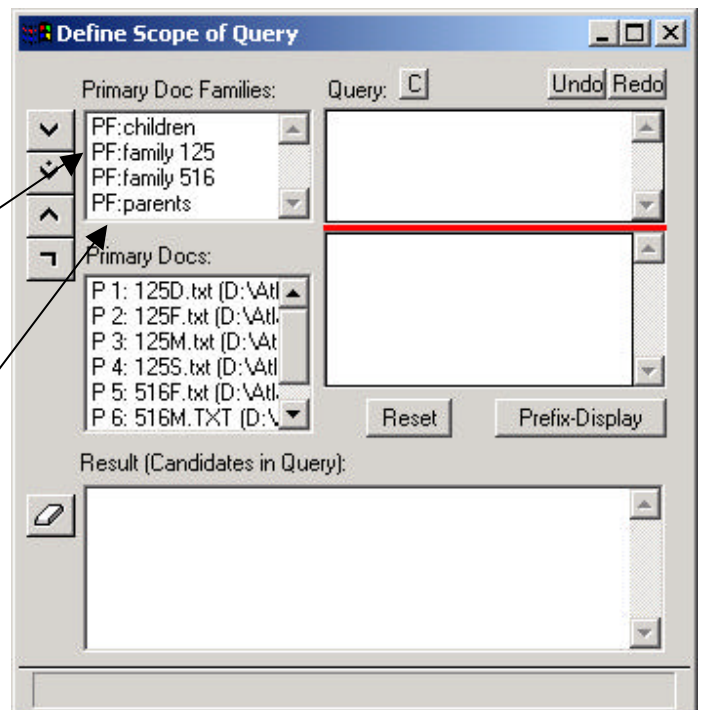 Define Scope of Query
Primary Doc Families:
Query: C Undo Redo
PF:children
PF:family 125
PF:family 516
PF:parents
Primary Docs:
P 1: 125D.txt (D:\Atl
P 2: 125F.txt (D:\Atl
P 3: 125M.txt (D:\At
P 4: 125S.txt (D:\Atl
P 5: 516F.txt (D:\Atl
P 6: 516M.TXT (D:\
Reset Prefix-Display
Result (Candidates in Query):